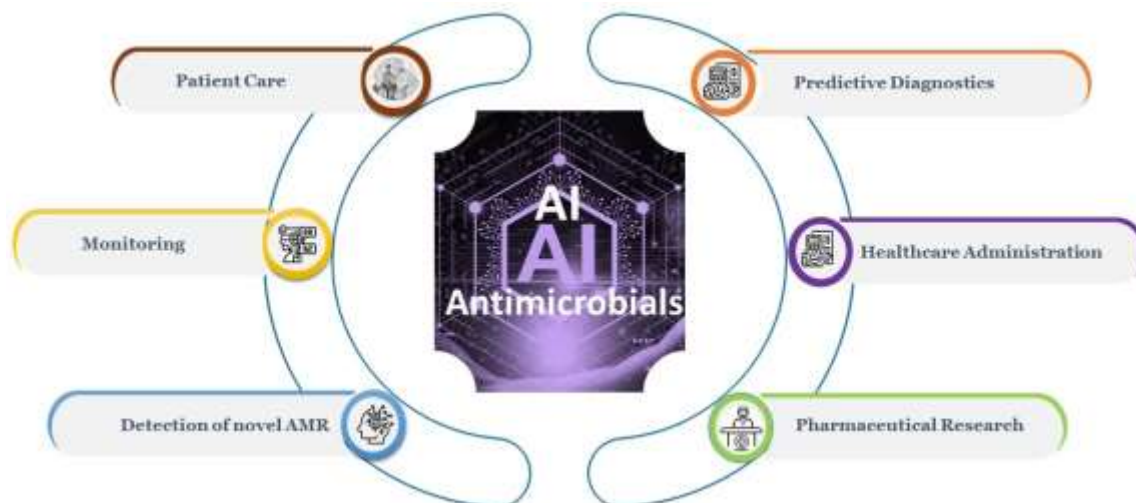 Patient Care
Predictive Diagnostics
AI
AI
Antimicrobials
Monitoring
Healthcare Administration
Detection of novel AMR
Pharmaceutical Research